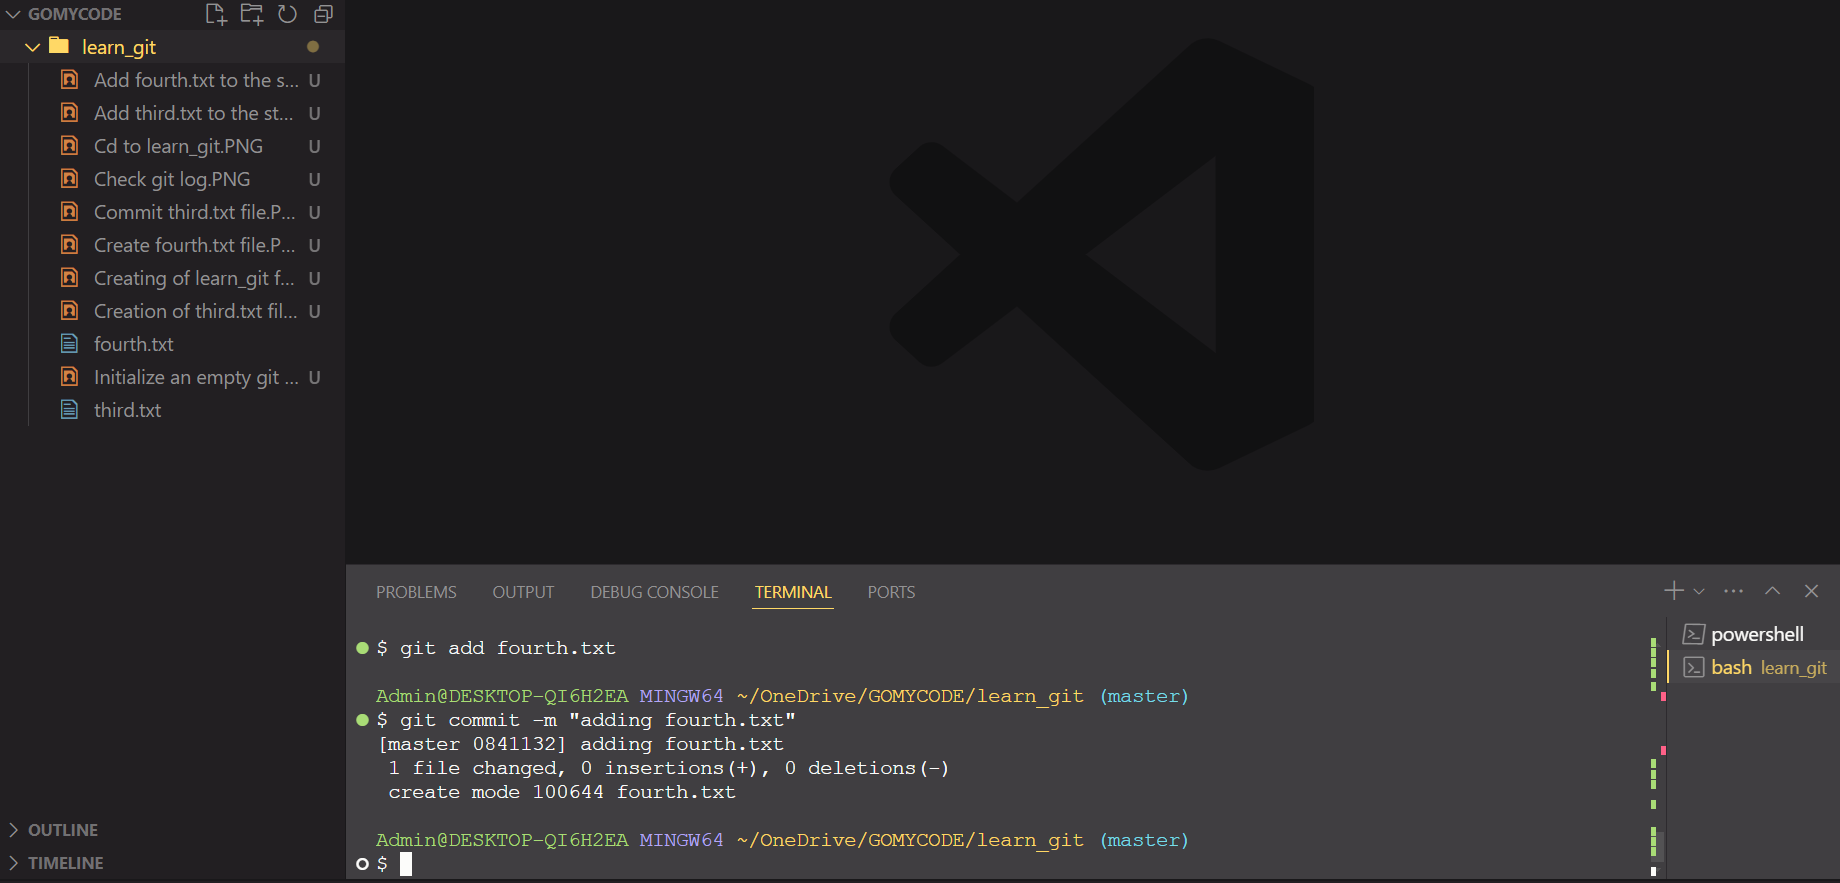 GOMYCODE
learn_git
Add fourth.txt to the s... U
Add third.txt to the st... U
Cd to learn_git.PNG U
Check git log.PNG U
Commit third.txt file.P... U
Create fourth.txt file.P... U
Creating of learn_git f... U
Creation of third.txt fil... U
fourth.txt
Initialize an empty git ... U
third.txt
OUTLINE
TIMELINE
PROBLEMS OUTPUT DEBUG CONSOLE TERMINAL PORTS
$ git add fourth.txt
Admin@DESKTOP-QI6H2EA MINGW64 ~/OneDrive/GOMYCODE/learn_git (master)
$ git commit -m "adding fourth.txt"
[master 0841132] adding fourth.txt
1 file changed, 0 insertions(+), 0 deletions(-)
create mode 100644 fourth.txt
Admin@DESKTOP-QI6H2EA MINGW64 ~/OneDrive/GOMYCODE/learn_git (master)
$
powershell
bash learn_git